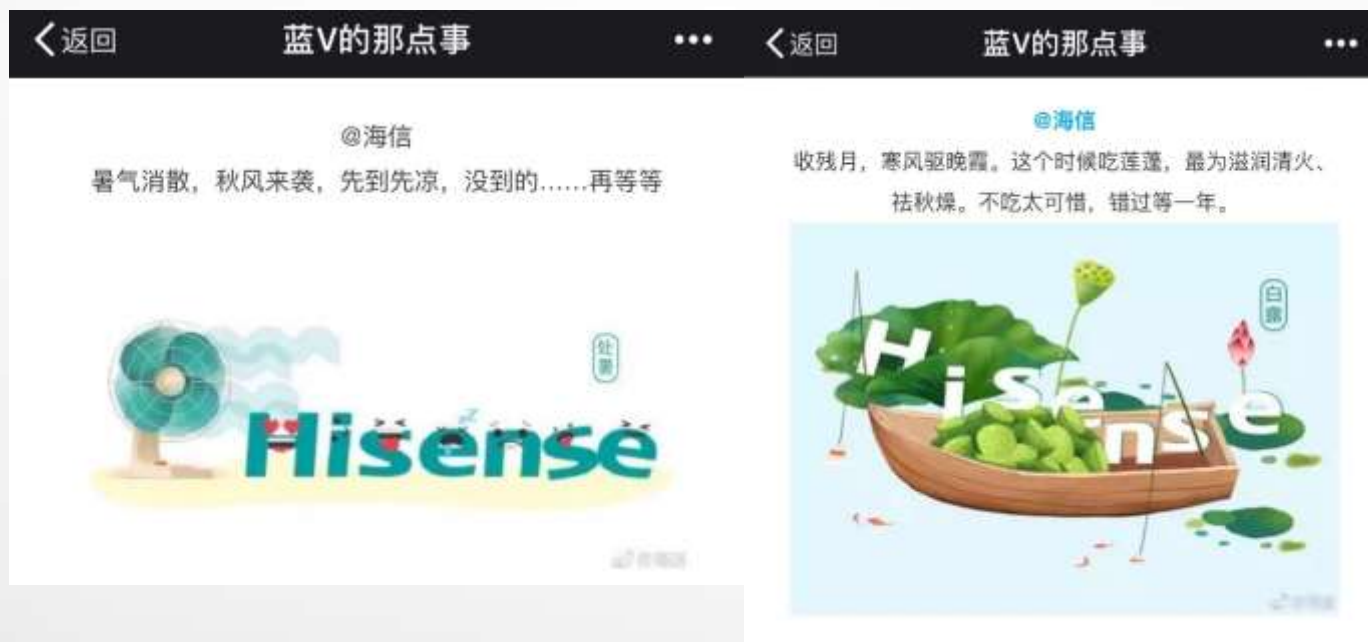 返回
蓝V的那点事
@海信
暑气消散，秋风来袭，先到先凉，没到的......再等等
处暑
Hisense
返回
蓝V的那点事
@海信
收残月，寒风驱晚霞。这个时候吃莲蓬，最为滋润清火、
祛秋燥。不吃太可惜，错过等一年。
白露
Hisense